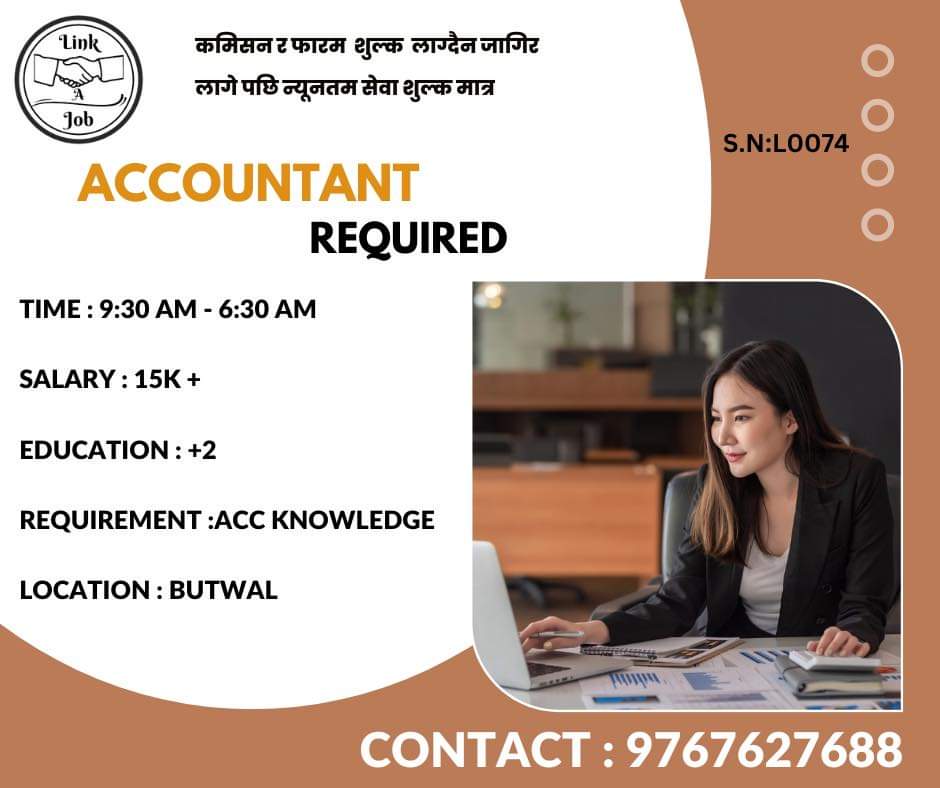 Link
A
Job
कमिसन र फारम शुल्क लाग्दैन जागिर
लागे पछि न्यूनतम सेवा शुल्क मात्र
S.N:L0074
ACCOUNTANT
REQUIRED
TIME : 9:30 AM - 6:30 AM
SALARY : 15K +
EDUCATION : +2
REQUIREMENT :ACC KNOWLEDGE
LOCATION : BUTWAL
CONTACT : 9767627688